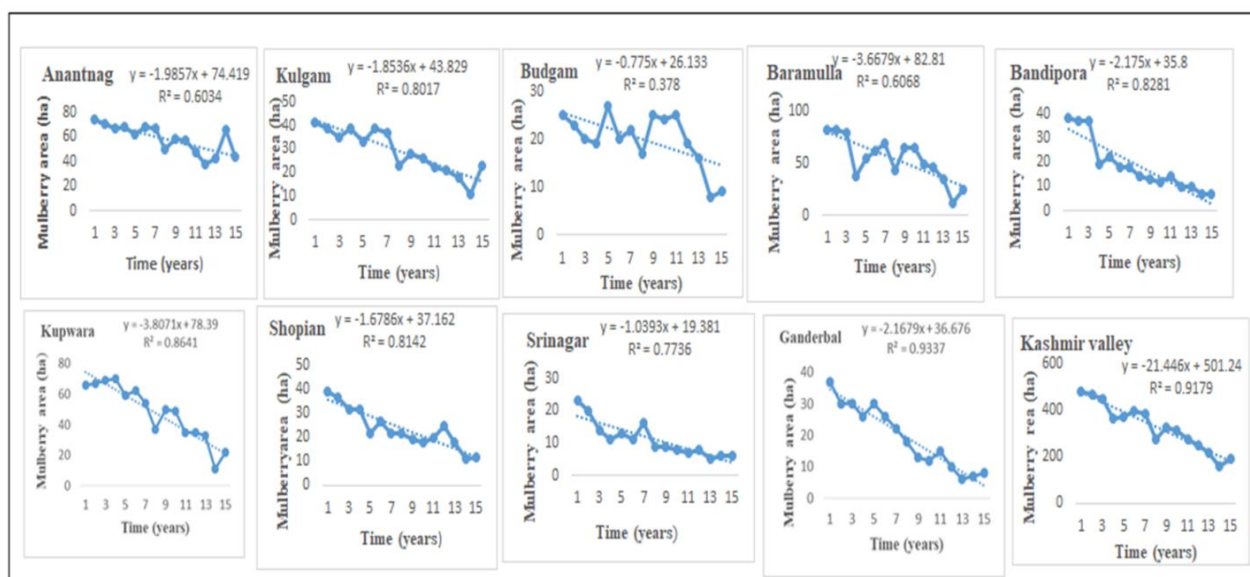 Anantnag
y = -1.9857x + 74.419
R² = 0.6034
Mulberry area (ha)
80
60
40
20
0
1 3 5 7 9 11 13 15
Time (years)
Kulgam
y = -1.8536x + 43.829
R² = 0.8017
Mulberry area (ha)
50
40
30
20
10
0
1 3 5 7 9 11 13 15
Time (years)
Budgam
y = -0.775x + 26.133
R² = 0.378
Mulberry area (ha)
30
20
10
0
1 3 5 7 9 11 13 15
Time (years)
Baramulla
y = -3.6679x + 82.81
R² = 0.6068
Mulberry area (ha)
100
50
0
1 3 5 7 9 11 13 15
Time (years)
Bandipora
y = -2.175x + 35.8
R² = 0.8281
Mulberry area (ha)
40
30
20
10
0
1 3 5 7 9 11 13 15
Time (years)
Kupwara
y = -3.8071x + 78.39
R² = 0.8641
Mulberry area (ha)
80
60
40
20
0
1 3 5 7 9 11 13 15
Time (years)
Shopian
y = -1.6786x + 37.162
R² = 0.8142
Mulberryarea (ha)
50
40
30
20
10
0
1 3 5 7 9 11 13 15
Time (years)
Srinagar
y = -1.0393x + 19.381
R² = 0.7736
Mulberry area (ha)
30
20
10
0
1 3 5 7 9 11 13 15
Time (years)
Ganderbal
y = -2.1679x + 36.676
R² = 0.9337
Mulberry area (ha)
40
30
20
10
0
1 3 5 7 9 11 13 15
Time (years)
Kashmir valley
y = -21.446x + 501.24
R² = 0.9179
Mulberry rea (ha)
600
400
200
0
1 3 5 7 9 11 13 15
Time (years)